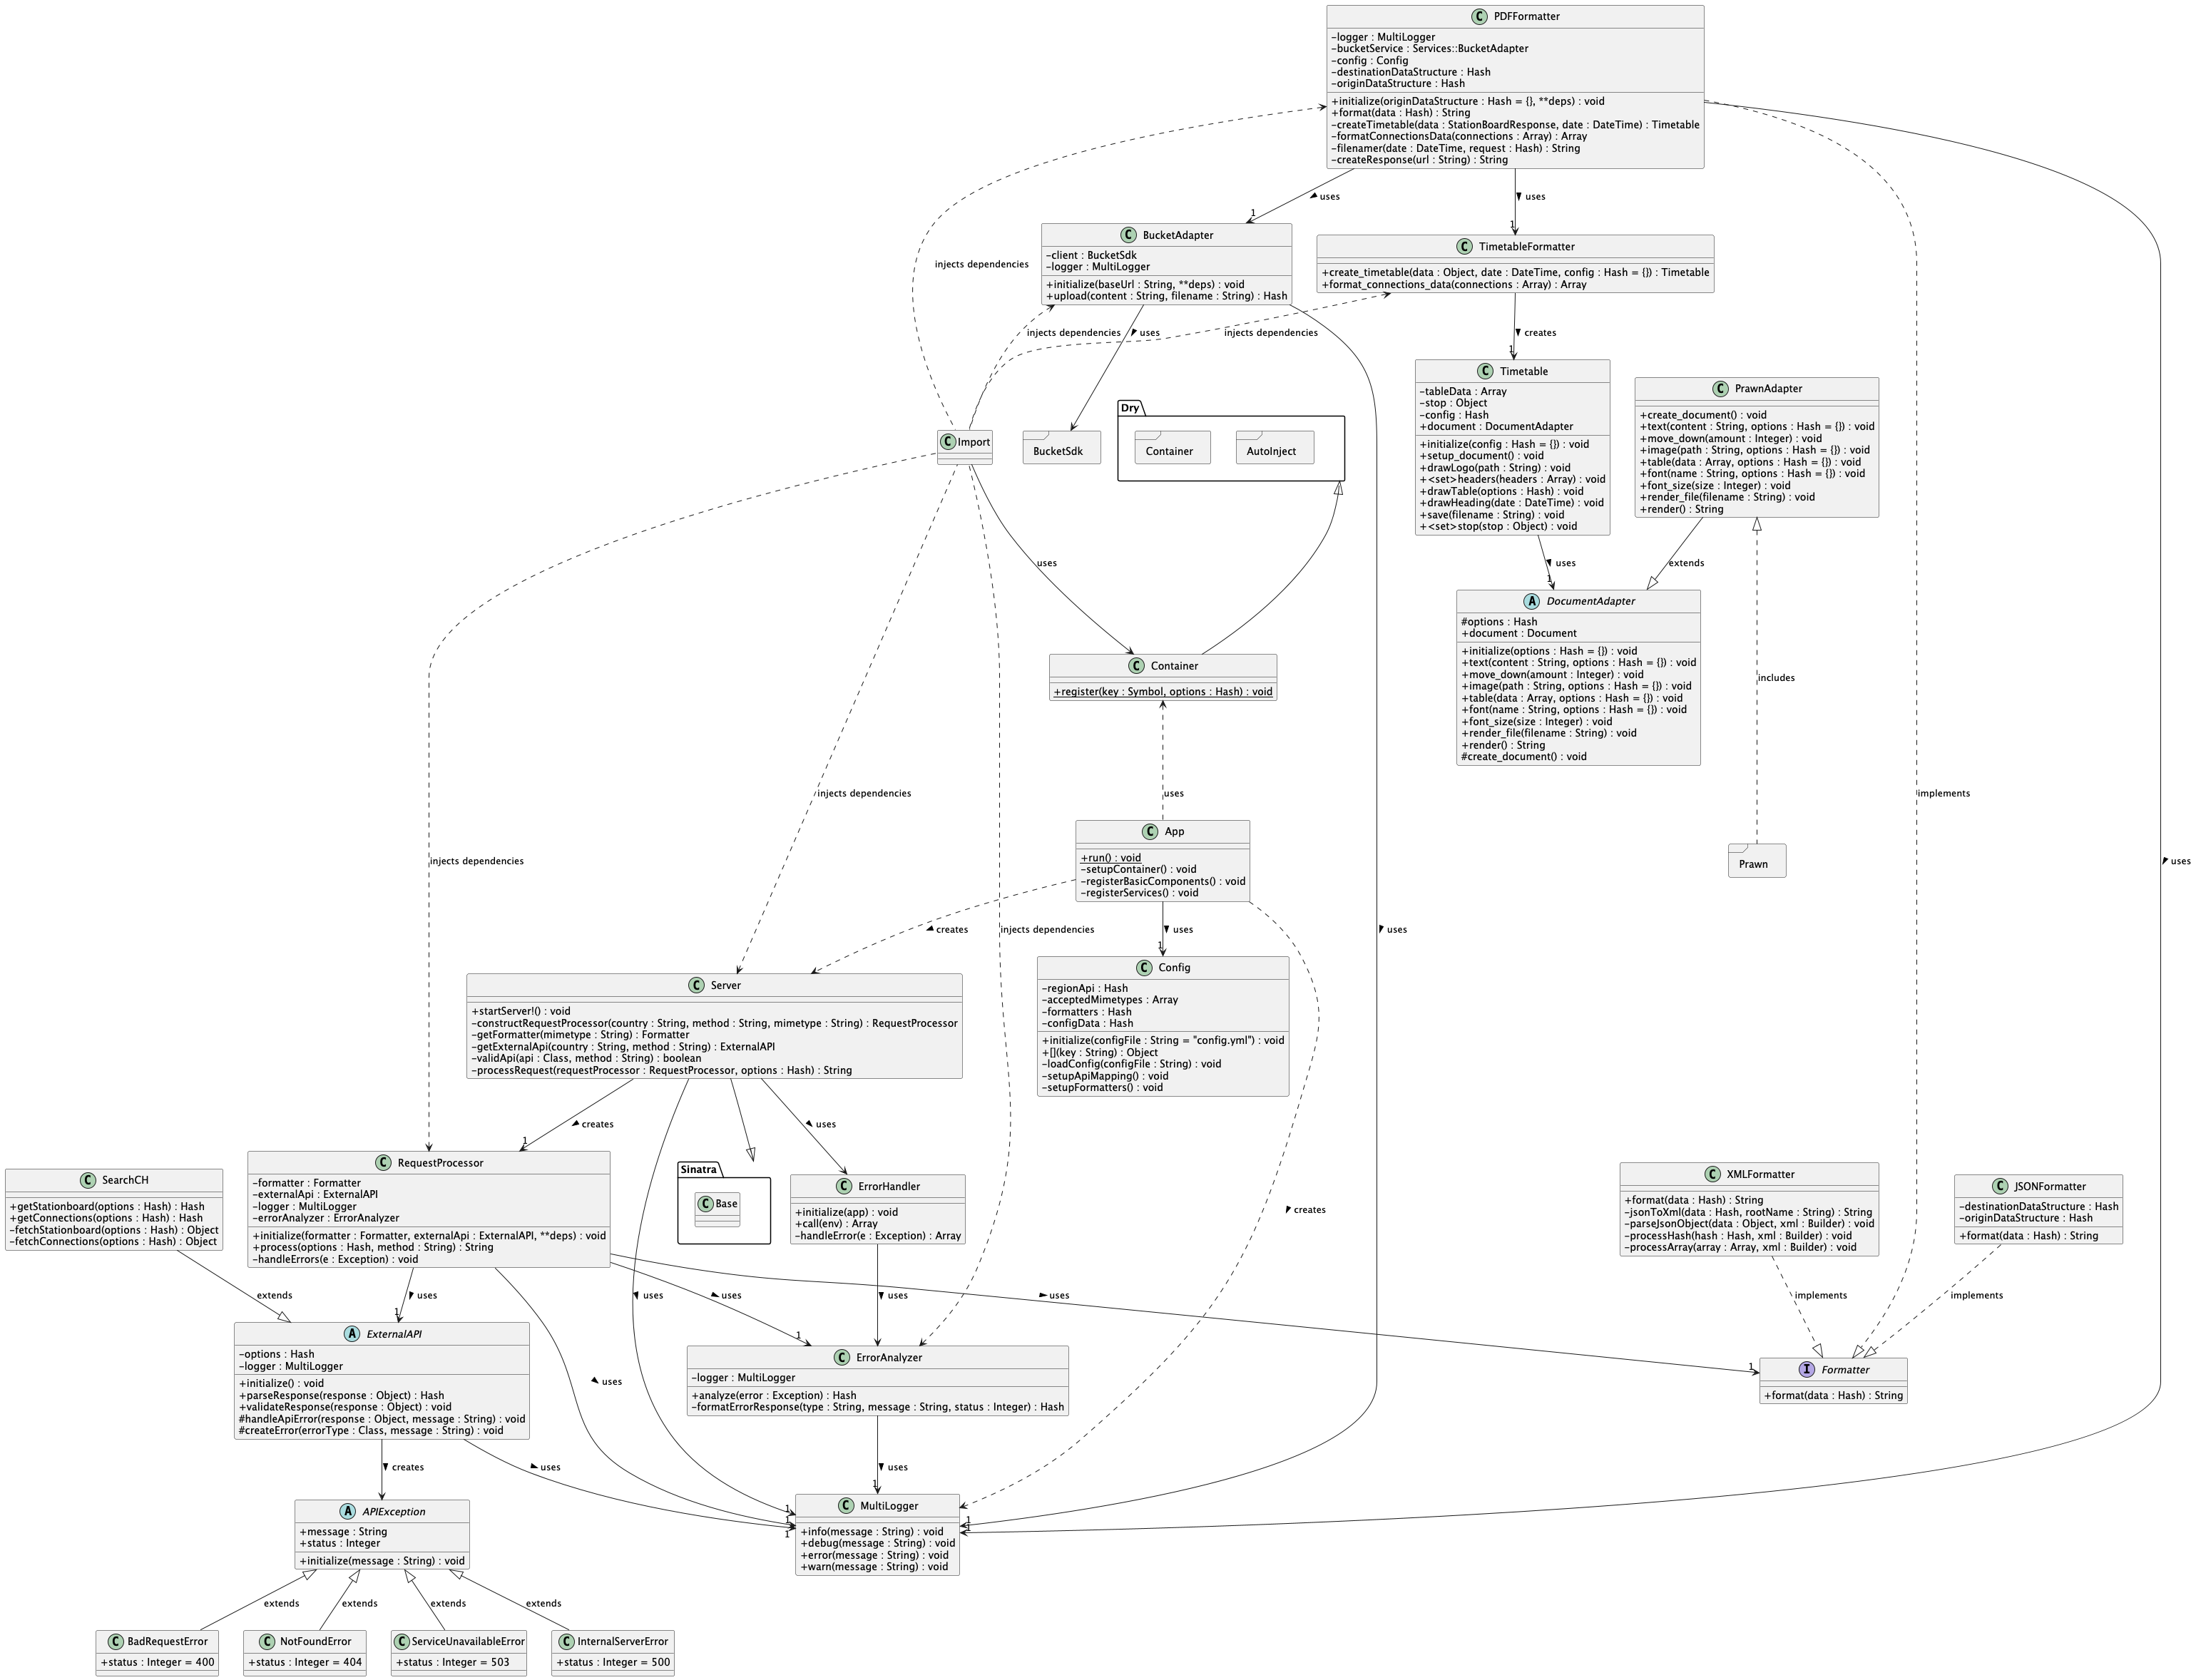 C PDFFormatter
-logger : MultiLogger
-bucketService : Services::BucketAdapter
-config : Config
-destinationDataStructure : Hash
-originDataStructure : Hash
+initialize(originDataStructure : Hash = {}, **deps) : void
+format(data : Hash) : String
-createTimetable(data : StationBoardResponse, date : DateTime) : Timetable
-formatConnectionsData(connections : Array) : Array
-filenamer(date : DateTime, request : Hash) : String
-createResponse(url : String) : String
uses
uses
1
1
C BucketAdapter
-client : BucketSdk
-logger : MultiLogger
+initialize(baseUrl : String, **deps) : void
+upload(content : String, filename : String) : Hash
C TimetableFormatter
+create_timetable(data : Object, date : DateTime, config : Hash = {}) : Timetable
+format_connections_data(connections : Array) : Array
injects dependencies
injects dependencies
uses
injects dependencies
creates
1
C Timetable
-tableData : Array
-stop : Object
-config : Hash
+document : DocumentAdapter
+initialize(config : Hash = {}) : void
+setup_document() : void
+drawLogo(path : String) : void
+<set>headers(headers : Array) : void
+drawTable(options : Hash) : void
+drawHeading(date : DateTime) : void
+save(filename : String) : void
+<set>stop(stop : Object) : void
C PrawnAdapter
+create_document() : void
+text(content : String, options : Hash = {}) : void
+move_down(amount : Integer) : void
+image(path : String, options : Hash = {}) : void
+table(data : Array, options : Hash = {}) : void
+font(name : String, options : Hash = {}) : void
+font_size(size : Integer) : void
+render_file(filename : String) : void
+render() : String
C Import
BucketSdk
Dry
Container
AutoInject
uses
uses
1
extends
C Container
+register(key : Symbol, options : Hash) : void
A DocumentAdapter
#options : Hash
+document : Document
+initialize(options : Hash = {}) : void
+text(content : String, options : Hash = {}) : void
+move_down(amount : Integer) : void
+image(path : String, options : Hash = {}) : void
+table(data : Array, options : Hash = {}) : void
+font(name : String, options : Hash = {}) : void
+font_size(size : Integer) : void
+render_file(filename : String) : void
+render() : String
#create_document() : void
includes
injects dependencies
uses
implements
C App
+run() : void
-setupContainer() : void
-registerBasicComponents() : void
-registerServices() : void
Prawn
injects dependencies
uses
creates
injects dependencies
uses
1
uses
C Server
+startServer!() : void
-constructRequestProcessor(country : String, method : String, mimetype : String) : RequestProcessor
-getFormatter(mimetype : String) : Formatter
-getExternalApi(country : String, method : String) : ExternalAPI
-validApi(api : Class, method : String) : boolean
-processRequest(requestProcessor : RequestProcessor, options : Hash) : String
C Config
-regionApi : Hash
-acceptedMimetypes : Array
-formatters : Hash
-configData : Hash
+initialize(configFile : String = "config.yml") : void
+[](key : String) : Object
-loadConfig(configFile : String) : void
-setupApiMapping() : void
-setupFormatters() : void
creates
1
uses
C SearchCH
+getStationboard(options : Hash) : Hash
+getConnections(options : Hash) : Hash
-fetchStationboard(options : Hash) : Object
-fetchConnections(options : Hash) : Object
C RequestProcessor
-formatter : Formatter
-externalApi : ExternalAPI
-logger : MultiLogger
-errorAnalyzer : ErrorAnalyzer
+initialize(formatter : Formatter, externalApi : ExternalAPI, **deps) : void
+process(options : Hash, method : String) : String
-handleErrors(e : Exception) : void
Sinatra
C Base
C ErrorHandler
+initialize(app) : void
+call(env) : Array
-handleError(e : Exception) : Array
creates
C XMLFormatter
+format(data : Hash) : String
-jsonToXml(data : Hash, rootName : String) : String
-parseJsonObject(data : Object, xml : Builder) : void
-processHash(hash : Hash, xml : Builder) : void
-processArray(array : Array, xml : Builder) : void
C JSONFormatter
-destinationDataStructure : Hash
-originDataStructure : Hash
+format(data : Hash) : String
extends
uses
1
uses
uses
1
uses
uses
1
implements
implements
A ExternalAPI
-options : Hash
-logger : MultiLogger
+initialize() : void
+parseResponse(response : Object) : Hash
+validateResponse(response : Object) : void
#handleApiError(response : Object, message : String) : void
#createError(errorType : Class, message : String) : void
uses
C ErrorAnalyzer
-logger : MultiLogger
+analyze(error : Exception) : Hash
-formatErrorResponse(type : String, message : String, status : Integer) : Hash
I Formatter
+format(data : Hash) : String
creates
uses
uses
1
1
1
1
1
1
A APIException
+message : String
+status : Integer
+initialize(message : String) : void
C MultiLogger
+info(message : String) : void
+debug(message : String) : void
+error(message : String) : void
+warn(message : String) : void
extends
extends
extends
extends
C BadRequestError
+status : Integer = 400
C NotFoundError
+status : Integer = 404
C ServiceUnavailableError
+status : Integer = 503
C InternalServerError
+status : Integer = 500